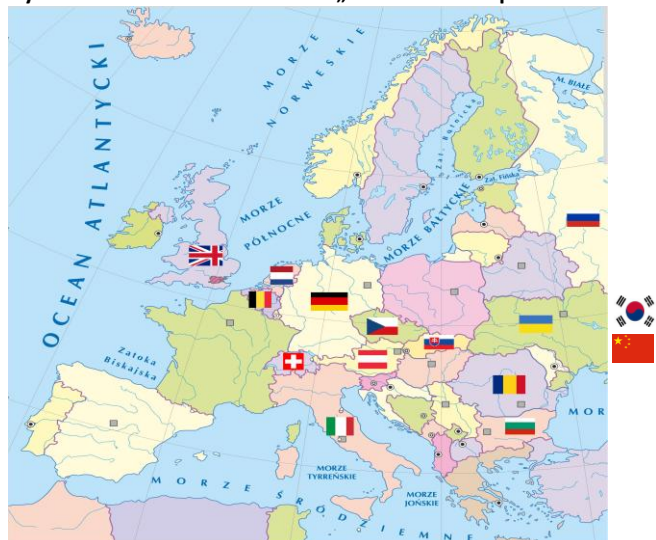 OCEAN ATLANTYCKI
MORZE
NORWESKIE
M. BIAŁE
Zat. Botnicka
Zat. Fińska
MORZE BAŁTYCKIE
MORZE
PÓŁNOCNE
Zatoka
Biskajska
MORZE
TYRREŃSKIE
MORZE
JOŃSKIE
MORZE ŚRÓDZIEMNE
MOR